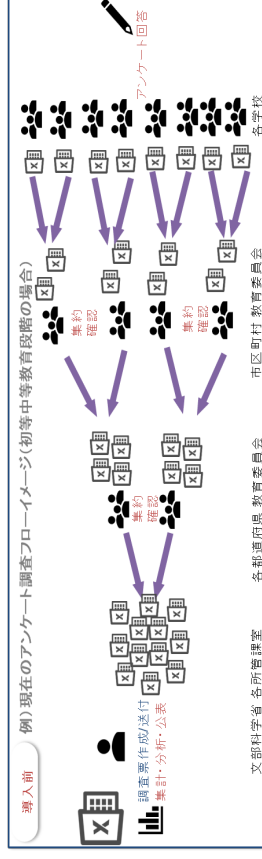 導入前
例）現在のアンケート調査フローイメージ（初等中等教育段階の場合）
調査票作成/送付
集計・分析・公表
集約
確認
集約
確認
集約
確認
アンケート回答
文部科学省 各所管課室
各都道府県 教育委員会
市区町村 教育委員会
各学校